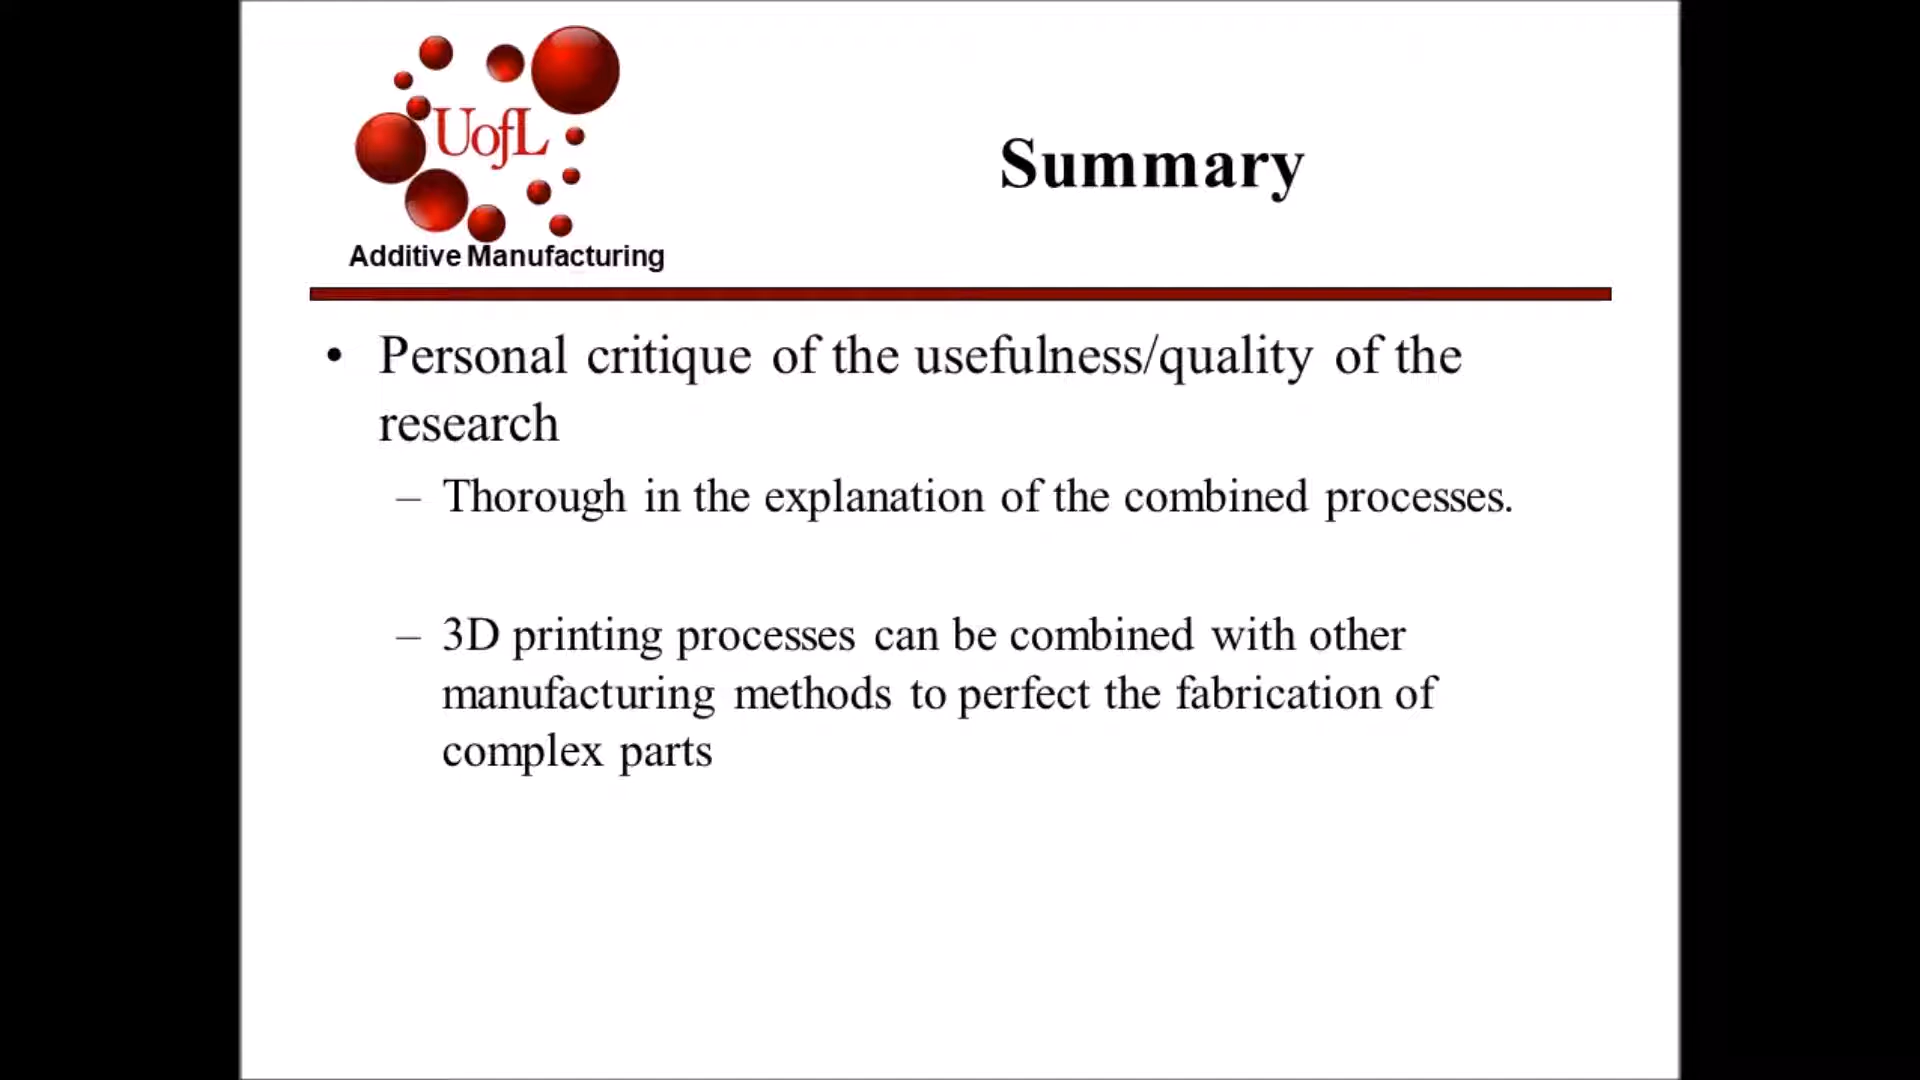 UofL
Additive Manufacturing
Summary
• Personal critique of the usefulness/quality of the
research
– Thorough in the explanation of the combined processes.
– 3D printing processes can be combined with other
manufacturing methods to perfect the fabrication of
complex parts